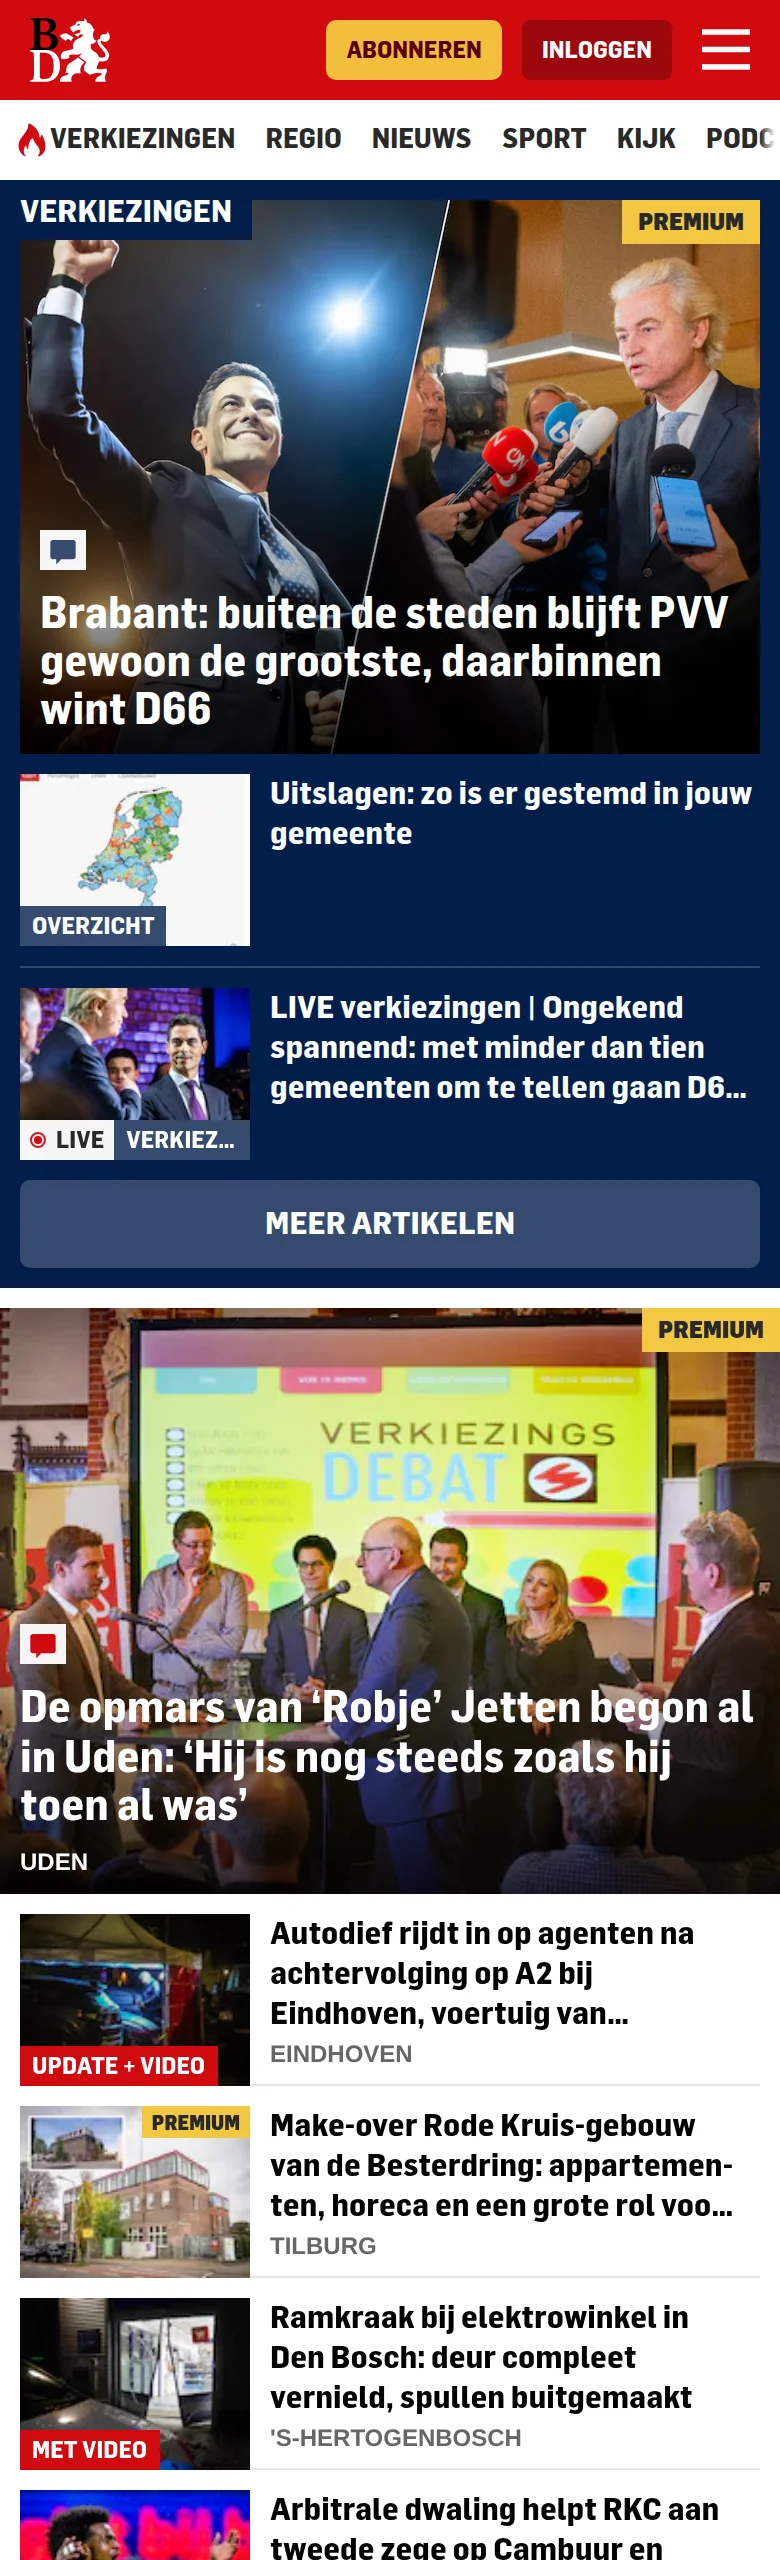 BD
ABONNEREN
INLOGGEN
VERKIEZINGEN
REGIO
NIEUWS
SPORT
KIJK
PODC
VERKIEZINGEN
PREMIUM
Brabant: buiten de steden blijft PVV
gewoon de grootste, daarbinnen
wint D66
Uitslagen: zo is er gestemd in jouw
gemeente
OVERZICHT
LIVE verkiezingen | Ongekend
spannend: met minder dan tien
gemeenten om te tellen gaan D6...
LIVE
VERKIEZ...
MEER ARTIKELEN
PREMIUM
VERKIEZINGS
DEBAT
De opmars van ‘Robje’ Jetten begon al
in Uden: ‘Hij is nog steeds zoals hij
toen al was’
UDEN
Autodief rijdt in op agenten na
achtervolging op A2 bij
Eindhoven, voertuig van...
EINDHOVEN
UPDATE + VIDEO
PREMIUM
Make-over Rode Kruis-gebouw
van de Besterdring: appartemen-
ten, horeca en een grote rol voo...
TILBURG
Ramkraak bij elektrowinkel in
Den Bosch: deur compleet
vernield, spullen buitgemaakt
'S-HERTOGENBOSCH
MET VIDEO
Arbitrale dwaling helpt RKC aan
tweede zege op Cambuur en